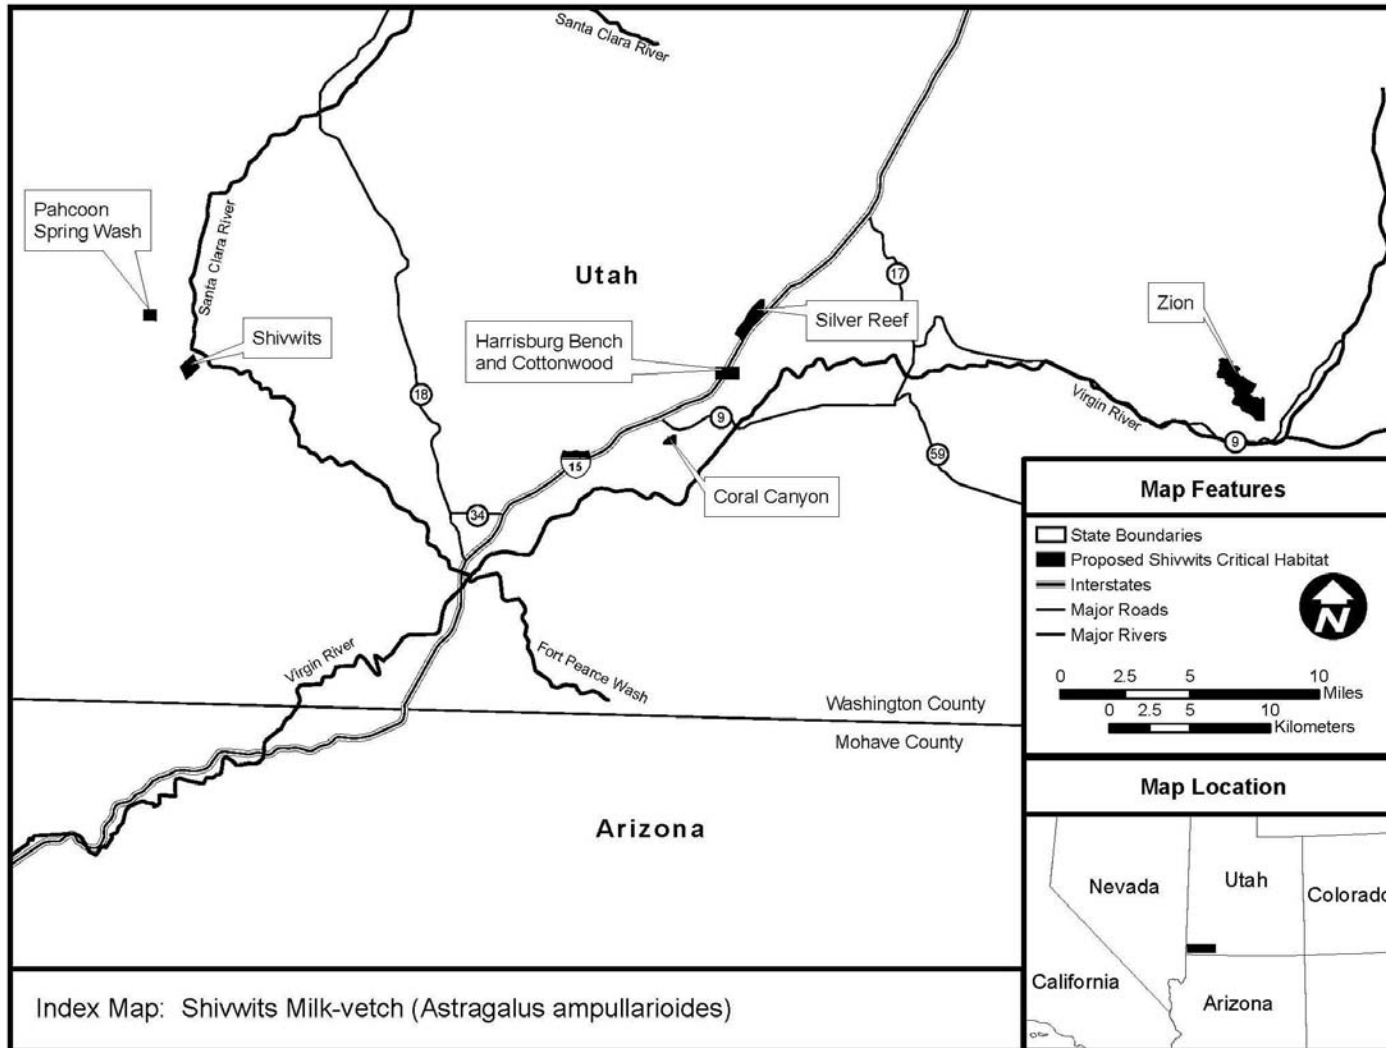 Santa Clara River
Pahcoon
Spring Wash
Santa Clara River
Utah
17
Zion
Silver Reef
Shivwits
Harrisburg Bench
and Cottonwood
18
9
Virgin River
9
15
59
Coral Canyon
34
Virgin River
Fort Pearce Wash
Washington County
Mohave County
Arizona
Map Features
State Boundaries
Proposed Shivwits Critical Habitat
Interstates
Major Roads
Major Rivers
N
0 2.5 5 10
Miles
0 2.5 5 10
Kilometers
Map Location
Nevada
Utah
Colorado
California
Arizona
Index Map: Shivwits Milk-vetch (Astragalus ampullarioides)